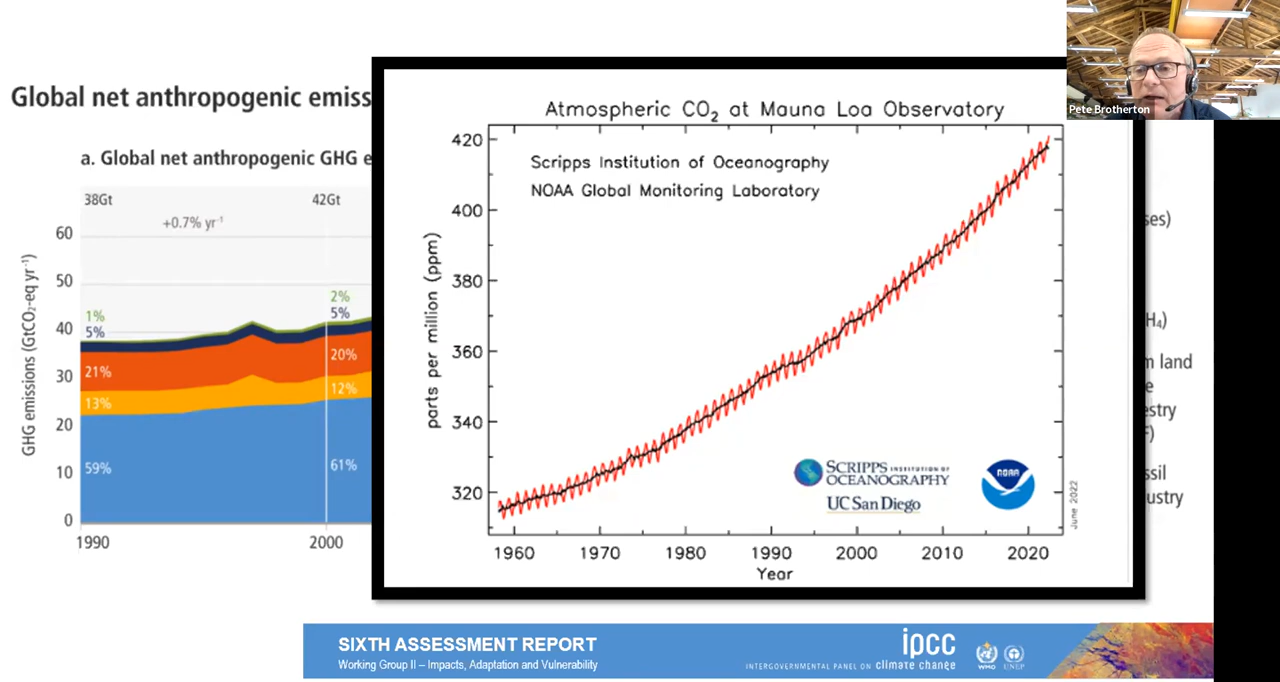 Pete Brotherton
Global net anthropogenic emiss
a. Global net anthropogenic GHG e
38Gt
42Gt
+0.7% yr⁻¹
GHG emissions (GtCO₂-eq yr⁻¹)
60
50
40
30
20
10
0
1%
5%
21%
13%
59%
2%
5%
20%
12%
61%
1990
2000
Atmospheric CO₂ at Mauna Loa Observatory
Scripps Institution of Oceanography
NOAA Global Monitoring Laboratory
parts per million (ppm)
420
400
380
360
340
320
1960
1970
1980
1990
2000
2010
2020
Year
SCRIPPS INSTITUTION OF
OCEANOGRAPHY
UC San Diego
NOAA
June 2022
ses)
H₄)
m land
e
estry
F)
ssil
ustry
SIXTH ASSESSMENT REPORT
Working Group II – Impacts, Adaptation and Vulnerability
ipcc
INTERGOVERNMENTAL PANEL ON climate change
WMO
UNEP